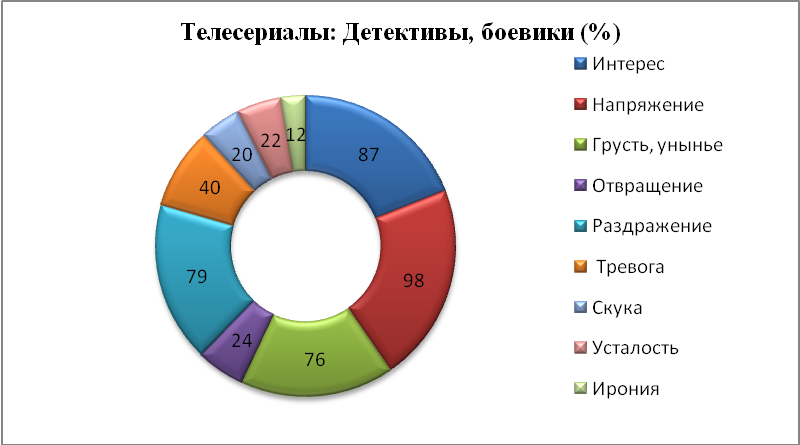 Телесериалы: Детективы, боевики (%)
Интерес
Напряжение
Грусть, унынье
Отвращение
Раздражение
Тревога
Скука
Усталость
Ирония
87
98
76
24
79
40
20
22
12